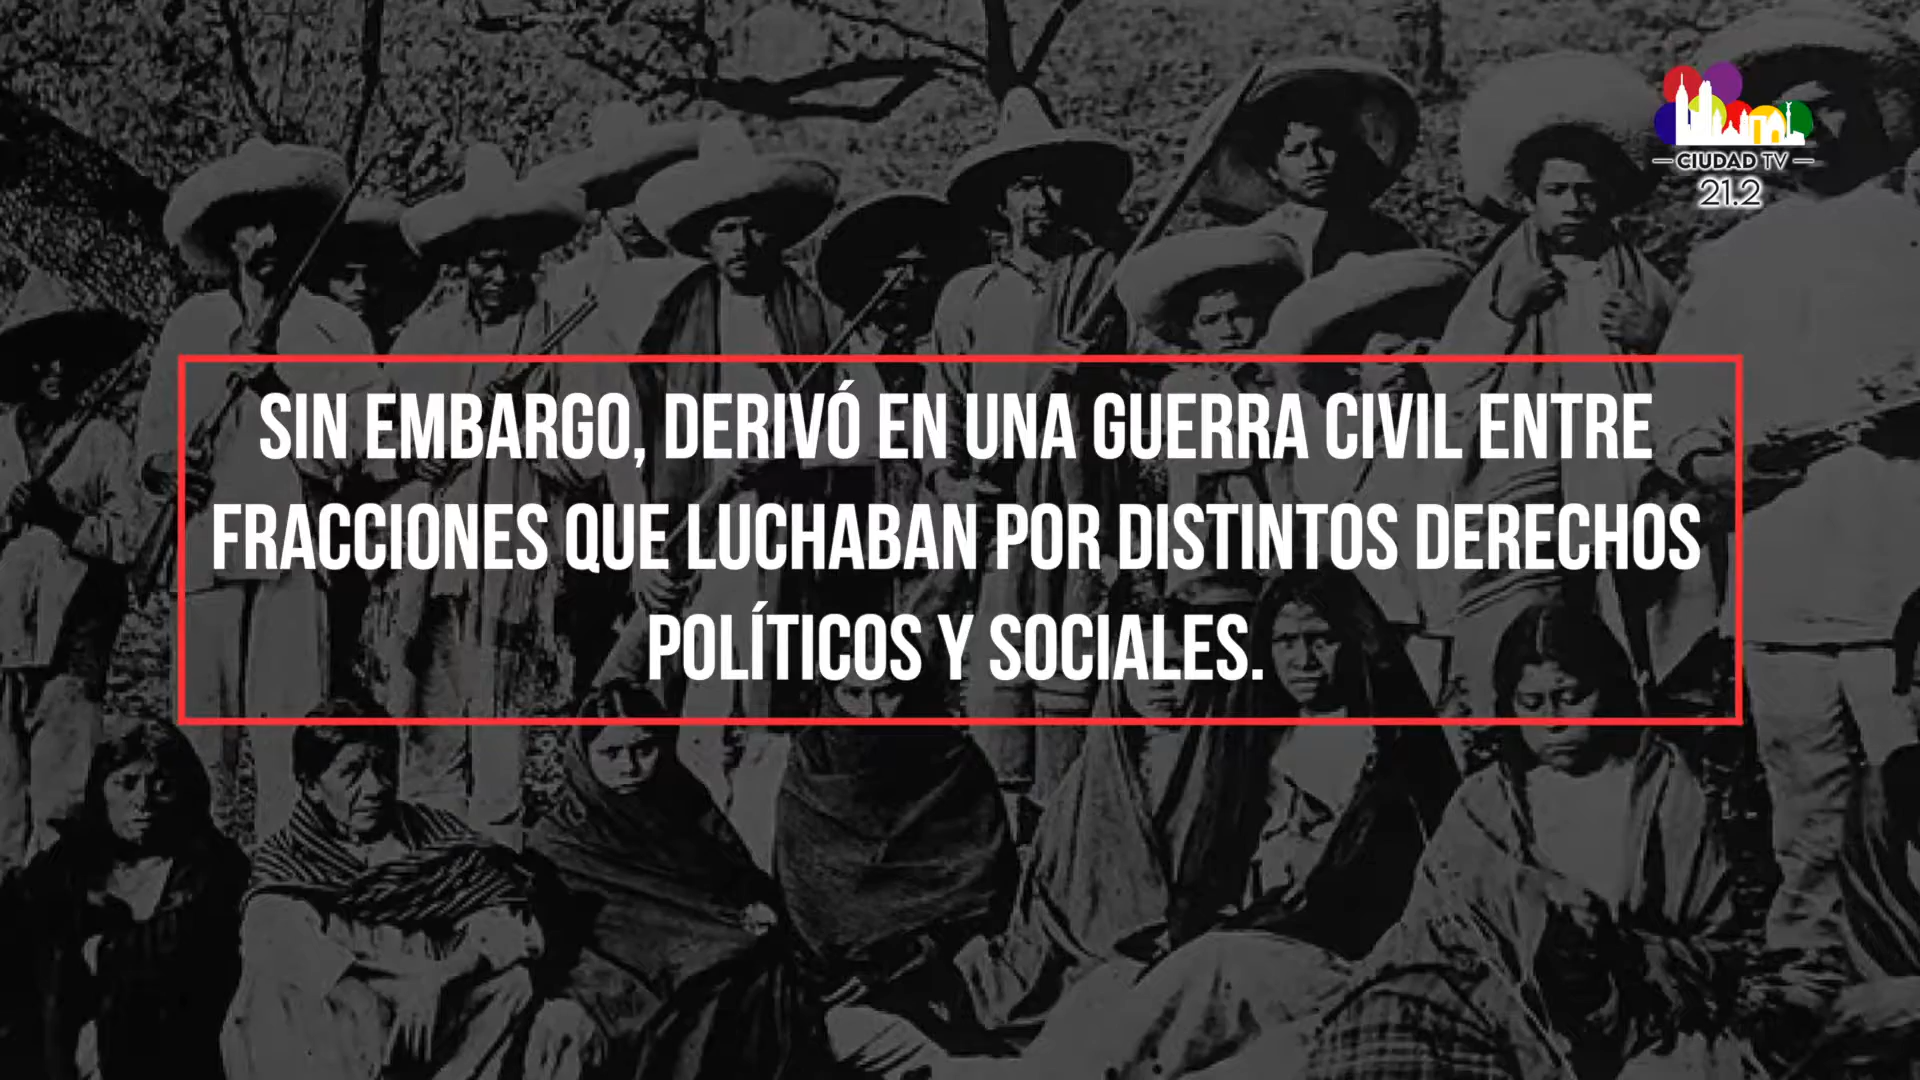 CIUDAD TV
21.2
SIN EMBARGO, DERIVÓ EN UNA GUERRA CIVIL ENTRE
FRACCIONES QUE LUCHABAN POR DISTINTOS DERECHOS
POLÍTICOS Y SOCIALES.